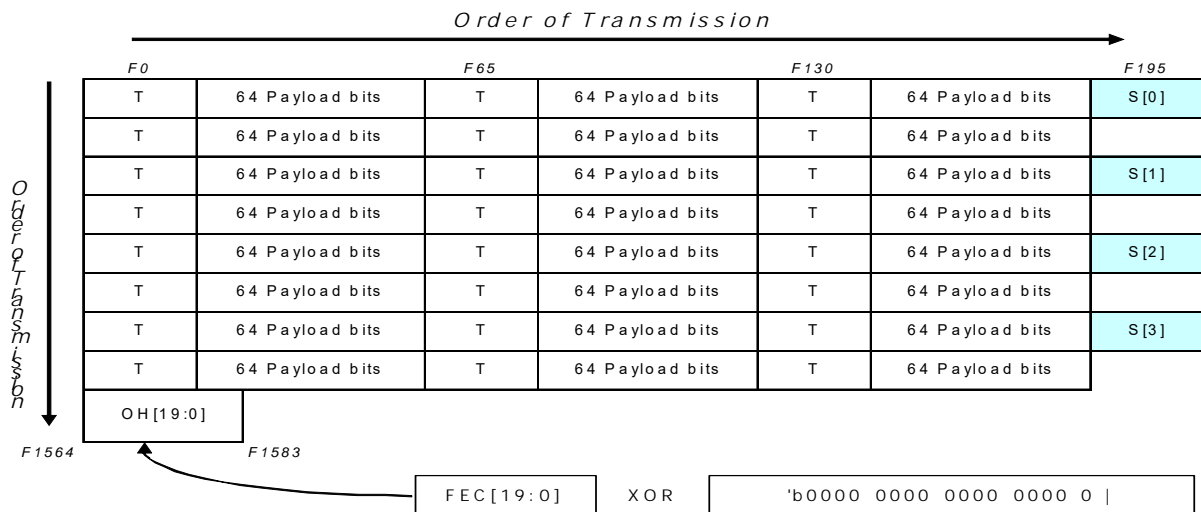 Order of Transmission
F0 F65 F130 F195
T 64 Payload bits T 64 Payload bits T 64 Payload bits S[0]
T 64 Payload bits T 64 Payload bits T 64 Payload bits
T 64 Payload bits T 64 Payload bits T 64 Payload bits S[1]
T 64 Payload bits T 64 Payload bits T 64 Payload bits
T 64 Payload bits T 64 Payload bits T 64 Payload bits S[2]
T 64 Payload bits T 64 Payload bits T 64 Payload bits
T 64 Payload bits T 64 Payload bits T 64 Payload bits S[3]
T 64 Payload bits T 64 Payload bits T 64 Payload bits
Order of Transmission
OH[19:0]
F1564 F1583
FEC[19:0] XOR 'b0000 0000 0000 0000 0 |